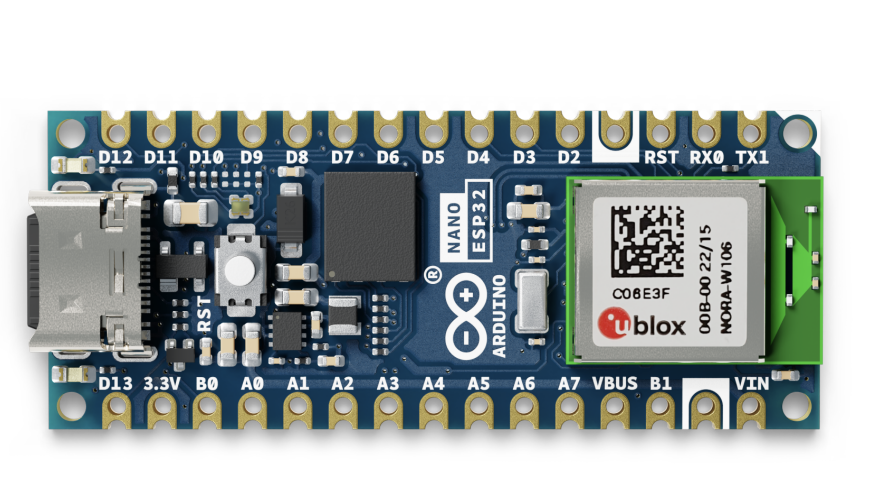 D12 D11 D10 D9 D8 D7 D6 D5 D4 D3 D2 RST RX0 TX1
NANO
ESP32
®
ARDUINO
RST
C06E3F
ublox
00B-00 22/15
NORA-W106
D13 3.3V B0 A0 A1 A2 A3 A4 A5 A6 A7 VBUS B1 VIN